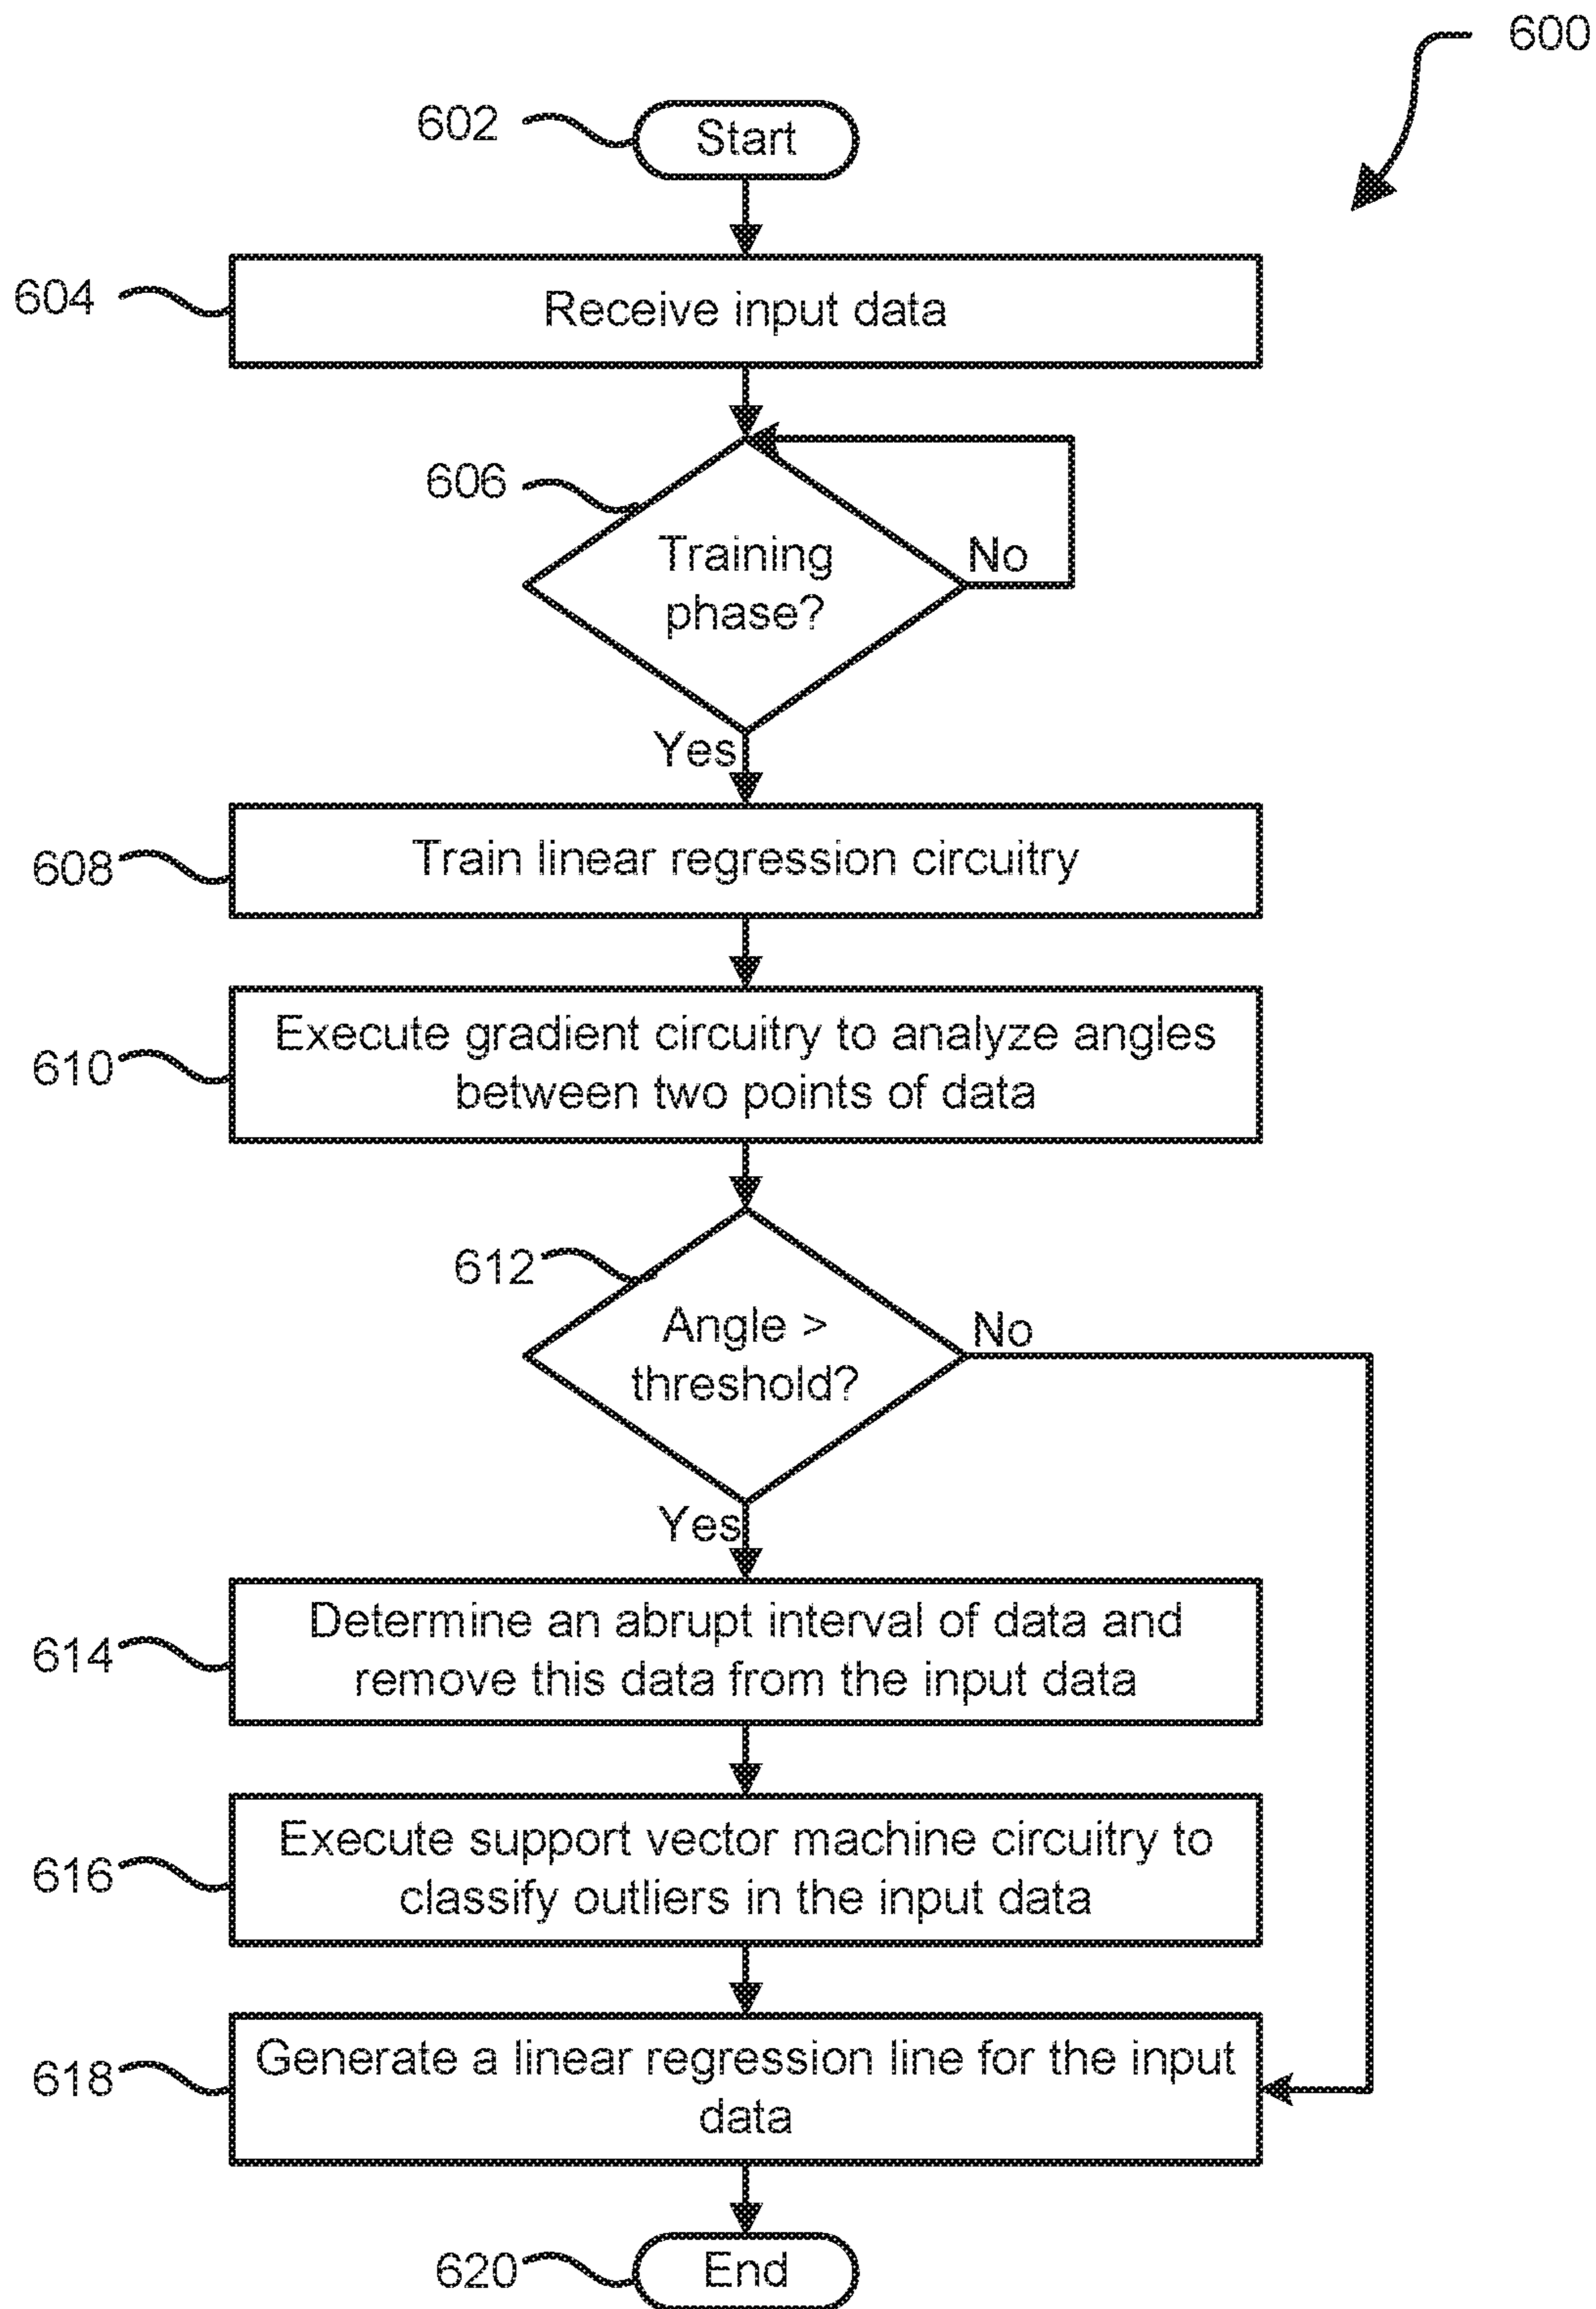 600
602
Start
604
Receive input data
606
Training
phase?
No
Yes
608
Train linear regression circuitry
610
Execute gradient circuitry to analyze angles
between two points of data
612
Angle >
threshold?
No
Yes
614
Determine an abrupt interval of data and
remove this data from the input data
616
Execute support vector machine circuitry to
classify outliers in the input data
618
Generate a linear regression line for the input
data
620
End